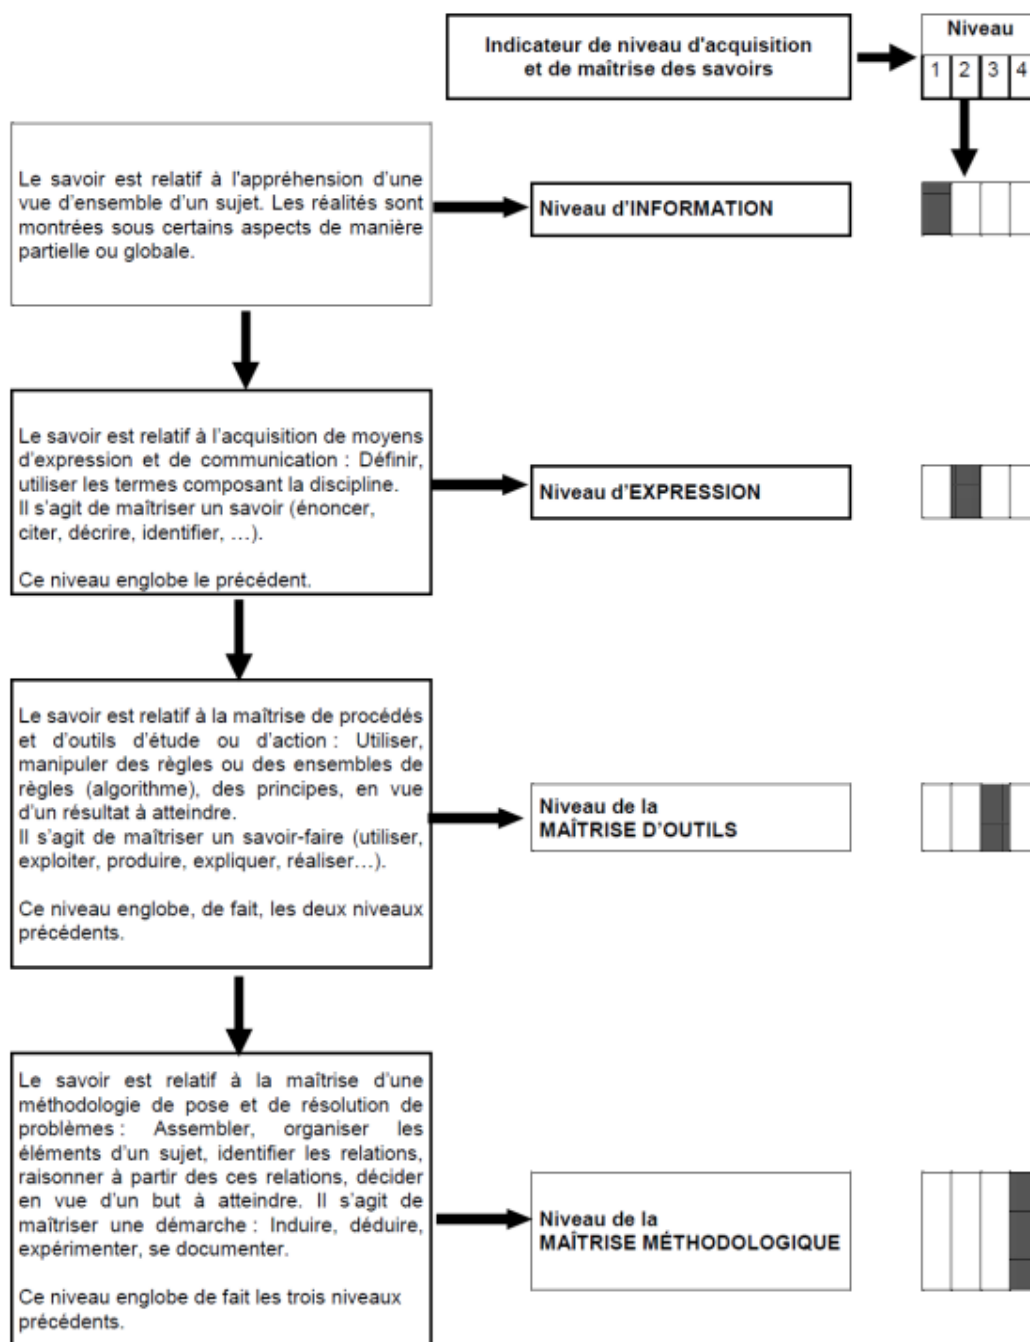 Indicateur de niveau d'acquisition
et de maîtrise des savoirs
Niveau
1 2 3 4
Le savoir est relatif à l'appréhension d'une
vue d'ensemble d'un sujet. Les réalités sont
montrées sous certains aspects de manière
partielle ou globale.
Niveau d'INFORMATION
Le savoir est relatif à l'acquisition de moyens
d'expression et de communication : Définir,
utiliser les termes composant la discipline.
Il s'agit de maîtriser un savoir (énoncer,
citer, décrire, identifier, …).
Ce niveau englobe le précédent.
Niveau d'EXPRESSION
Le savoir est relatif à la maîtrise de procédés
et d'outils d'étude ou d'action : Utiliser,
manipuler des règles ou des ensembles de
règles (algorithme), des principes, en vue
d'un résultat à atteindre.
Il s'agit de maîtriser un savoir-faire (utiliser,
exploiter, produire, expliquer, réaliser…).
Ce niveau englobe, de fait, les deux niveaux
précédents.
Niveau de la
MAÎTRISE D'OUTILS
Le savoir est relatif à la maîtrise d'une
méthodologie de pose et de résolution de
problèmes : Assembler, organiser les
éléments d'un sujet, identifier les relations,
raisonner à partir des ces relations, décider
en vue d'un but à atteindre. Il s'agit de
maîtriser une démarche : Induire, déduire,
expérimenter, se documenter.
Ce niveau englobe de fait les trois niveaux
précédents.
Niveau de la
MAÎTRISE MÉTHODOLOGIQUE